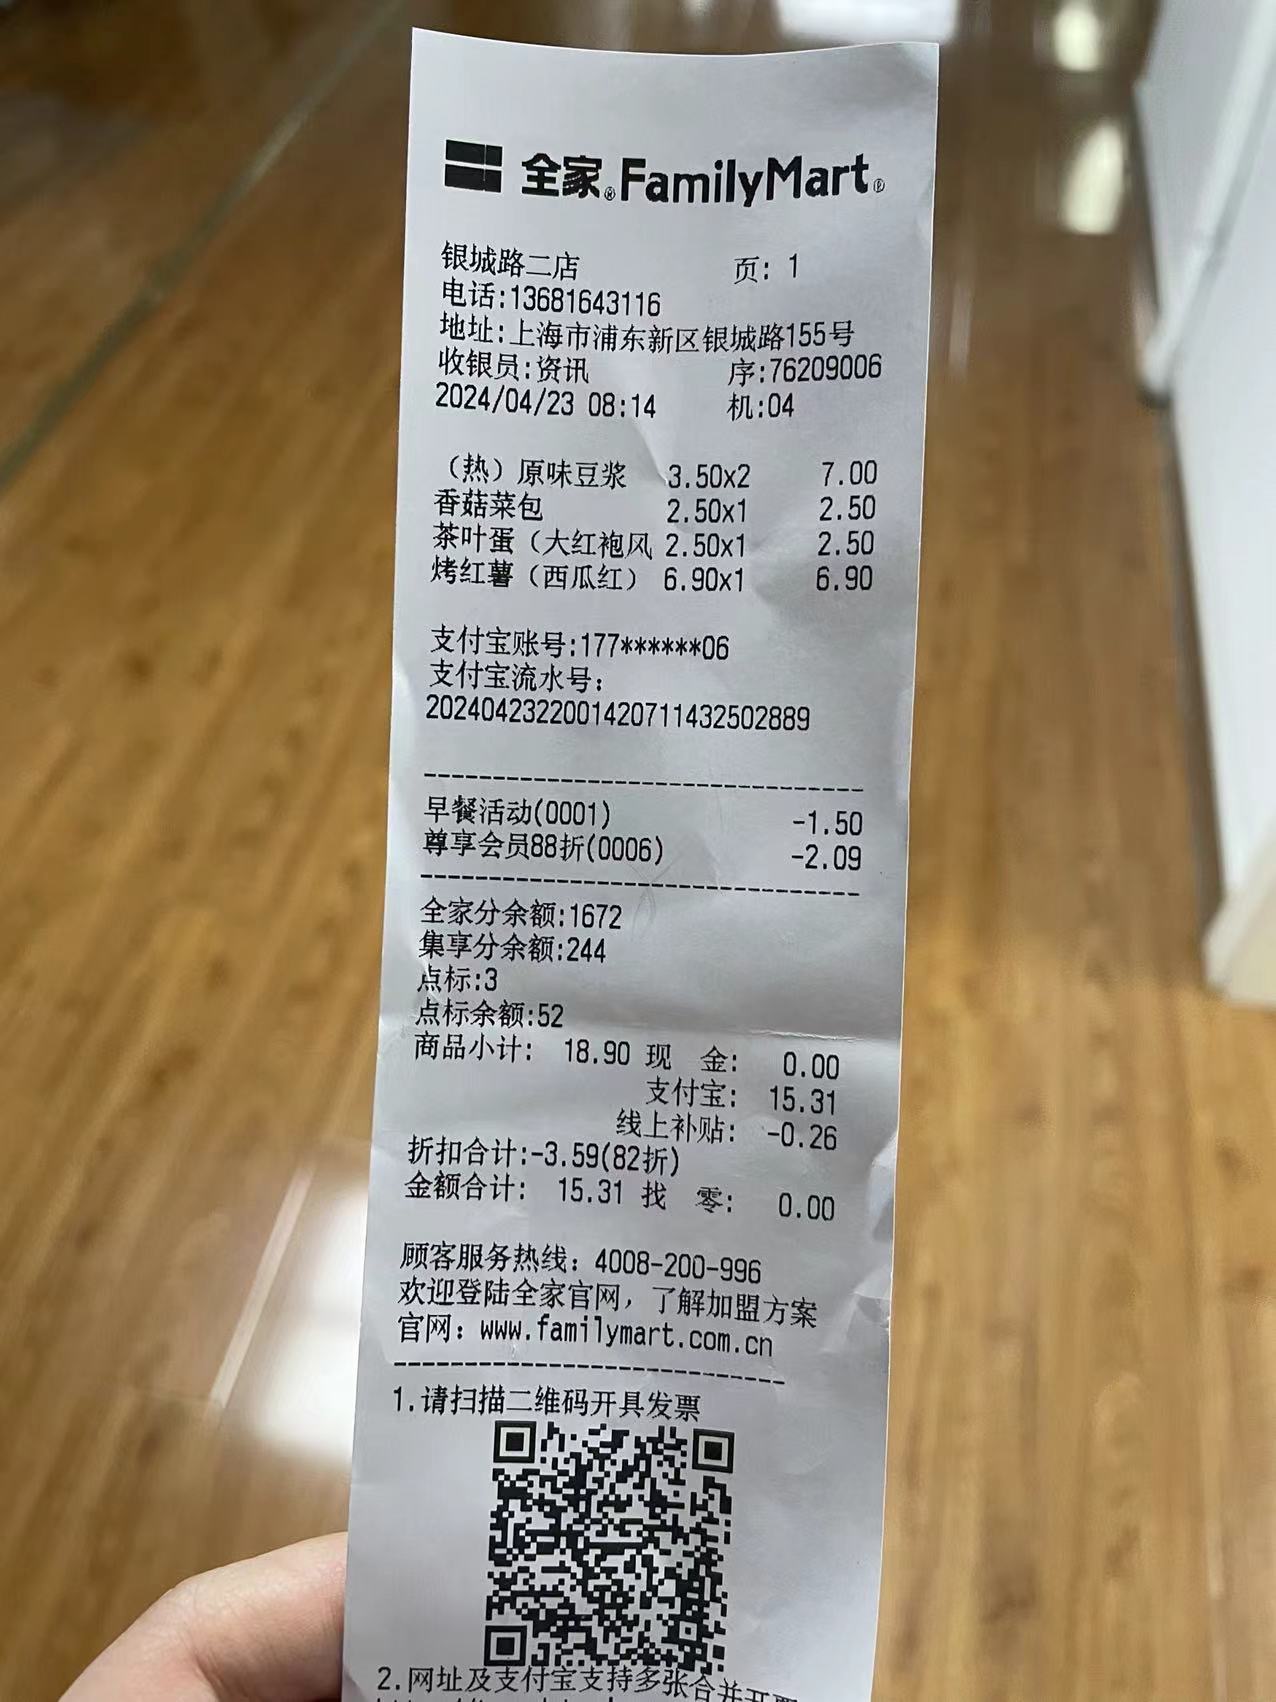 全家®FamilyMart®
银城路二店 页: 1
电话:13681643116
地址:上海市浦东新区银城路155号
收银员:资讯 序:76209006
2024/04/23 08:14 机:04
（热）原味豆浆 3.50x2 7.00
香菇菜包 2.50x1 2.50
茶叶蛋（大红袍风 2.50x1 2.50
烤红薯（西瓜红） 6.90x1 6.90
支付宝账号:177******06
支付宝流水号:
2024042322001420711432502889
早餐活动(0001) -1.50
尊享会员88折(0006) -2.09
全家分余额:1672
集享分余额:244
点标:3
点标余额:52
商品小计: 18.90 现 金: 0.00
支付宝: 15.31
线上补贴: -0.26
折扣合计:-3.59(82折)
金额合计: 15.31 找 零: 0.00
顾客服务热线: 4008-200-996
欢迎登陆全家官网，了解加盟方案
官网: www.familymart.com.cn
1.请扫描二维码开具发票
2.网址及支付宝支持多张合并开票